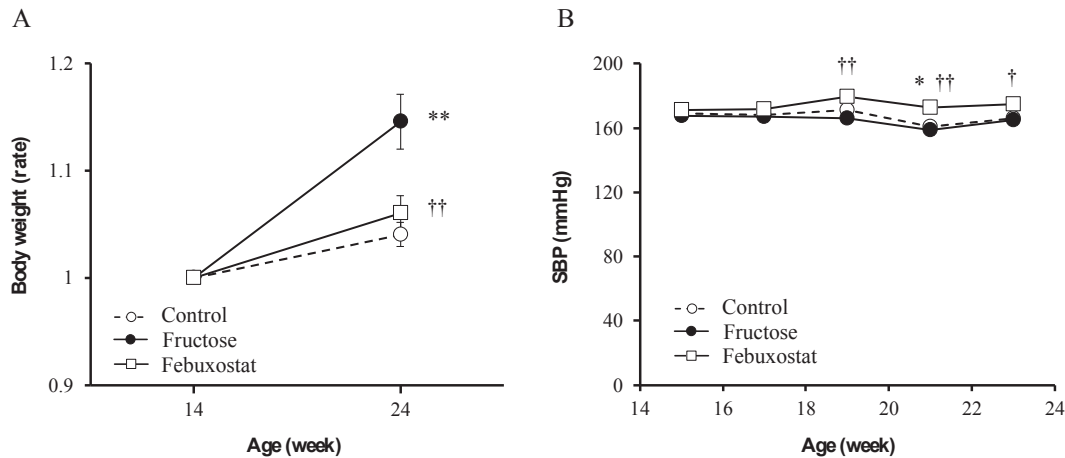 A
Body weight (rate)
1.2
1.1
1
0.9
**
††
Control
Fructose
Febuxostat
14
24
Age (week)
B
SBP (mmHg)
200
160
120
80
40
0
††
* ††
†
Control
Fructose
Febuxostat
14
16
18
20
22
24
Age (week)